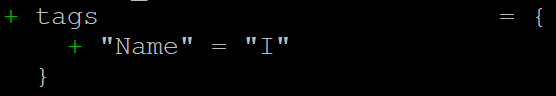 + tags = {
+ "Name" = "I"
}